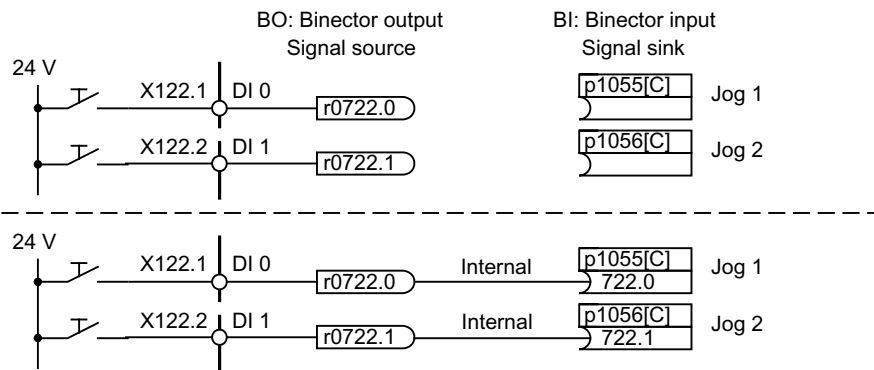 BO: Binector output BI: Binector input
Signal source Signal sink
24 V
X122.1 DI 0 r0722.0 p1055[C] Jog 1
X122.2 DI 1 r0722.1 p1056[C] Jog 2
24 V
X122.1 DI 0 r0722.0 Internal p1055[C] 722.0 Jog 1
X122.2 DI 1 r0722.1 Internal p1056[C] 722.1 Jog 2